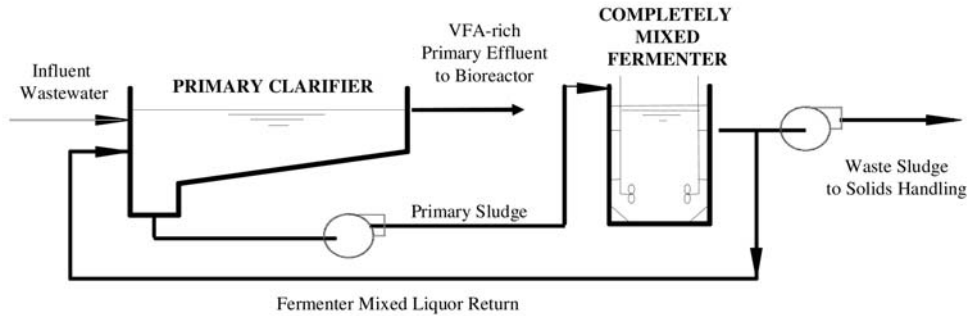 COMPLETELY
MIXED
FERMENTER
VFA-rich
Primary Effluent
to Bioreactor
Influent
Wastewater
PRIMARY CLARIFIER
Waste Sludge
to Solids Handling
Primary Sludge
Fermenter Mixed Liquor Return